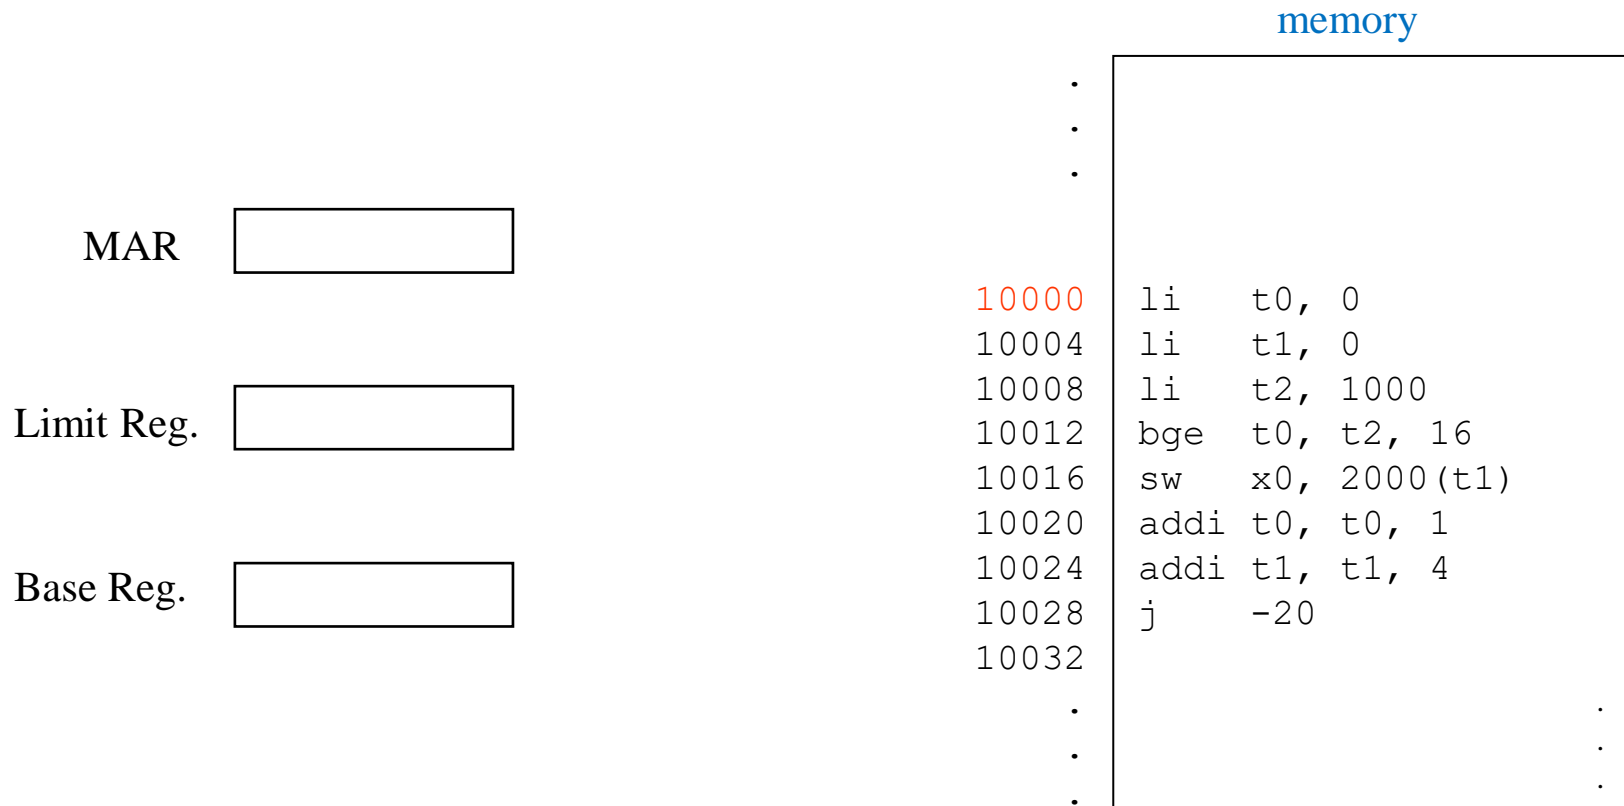 memory
.
.
.
MAR
Limit Reg.
Base Reg.
10000 li t0, 0
10004 li t1, 0
10008 li t2, 1000
10012 bge t0, t2, 16
10016 sw x0, 2000(t1)
10020 addi t0, t0, 1
10024 addi t1, t1, 4
10028 j -20
10032
. .
. .
. .